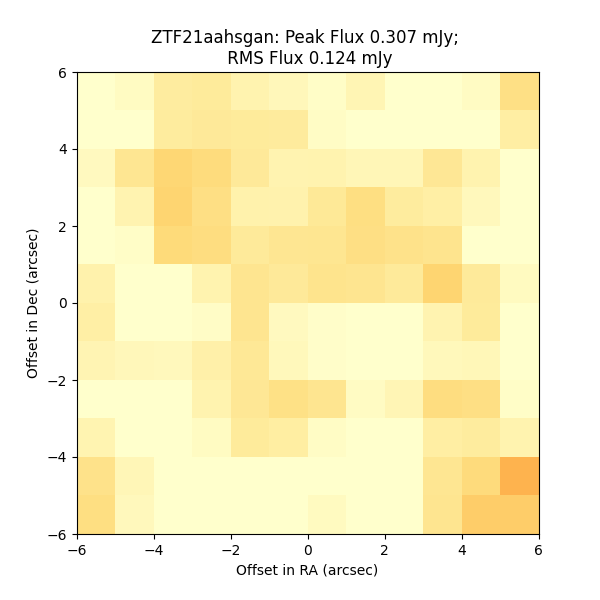 ZTF21aahsgan: Peak Flux 0.307 mJy;
RMS Flux 0.124 mJy
6
4
2
0
−2
−4
−6
Offset in Dec (arcsec)
−6 −4 −2 0 2 4 6
Offset in RA (arcsec)